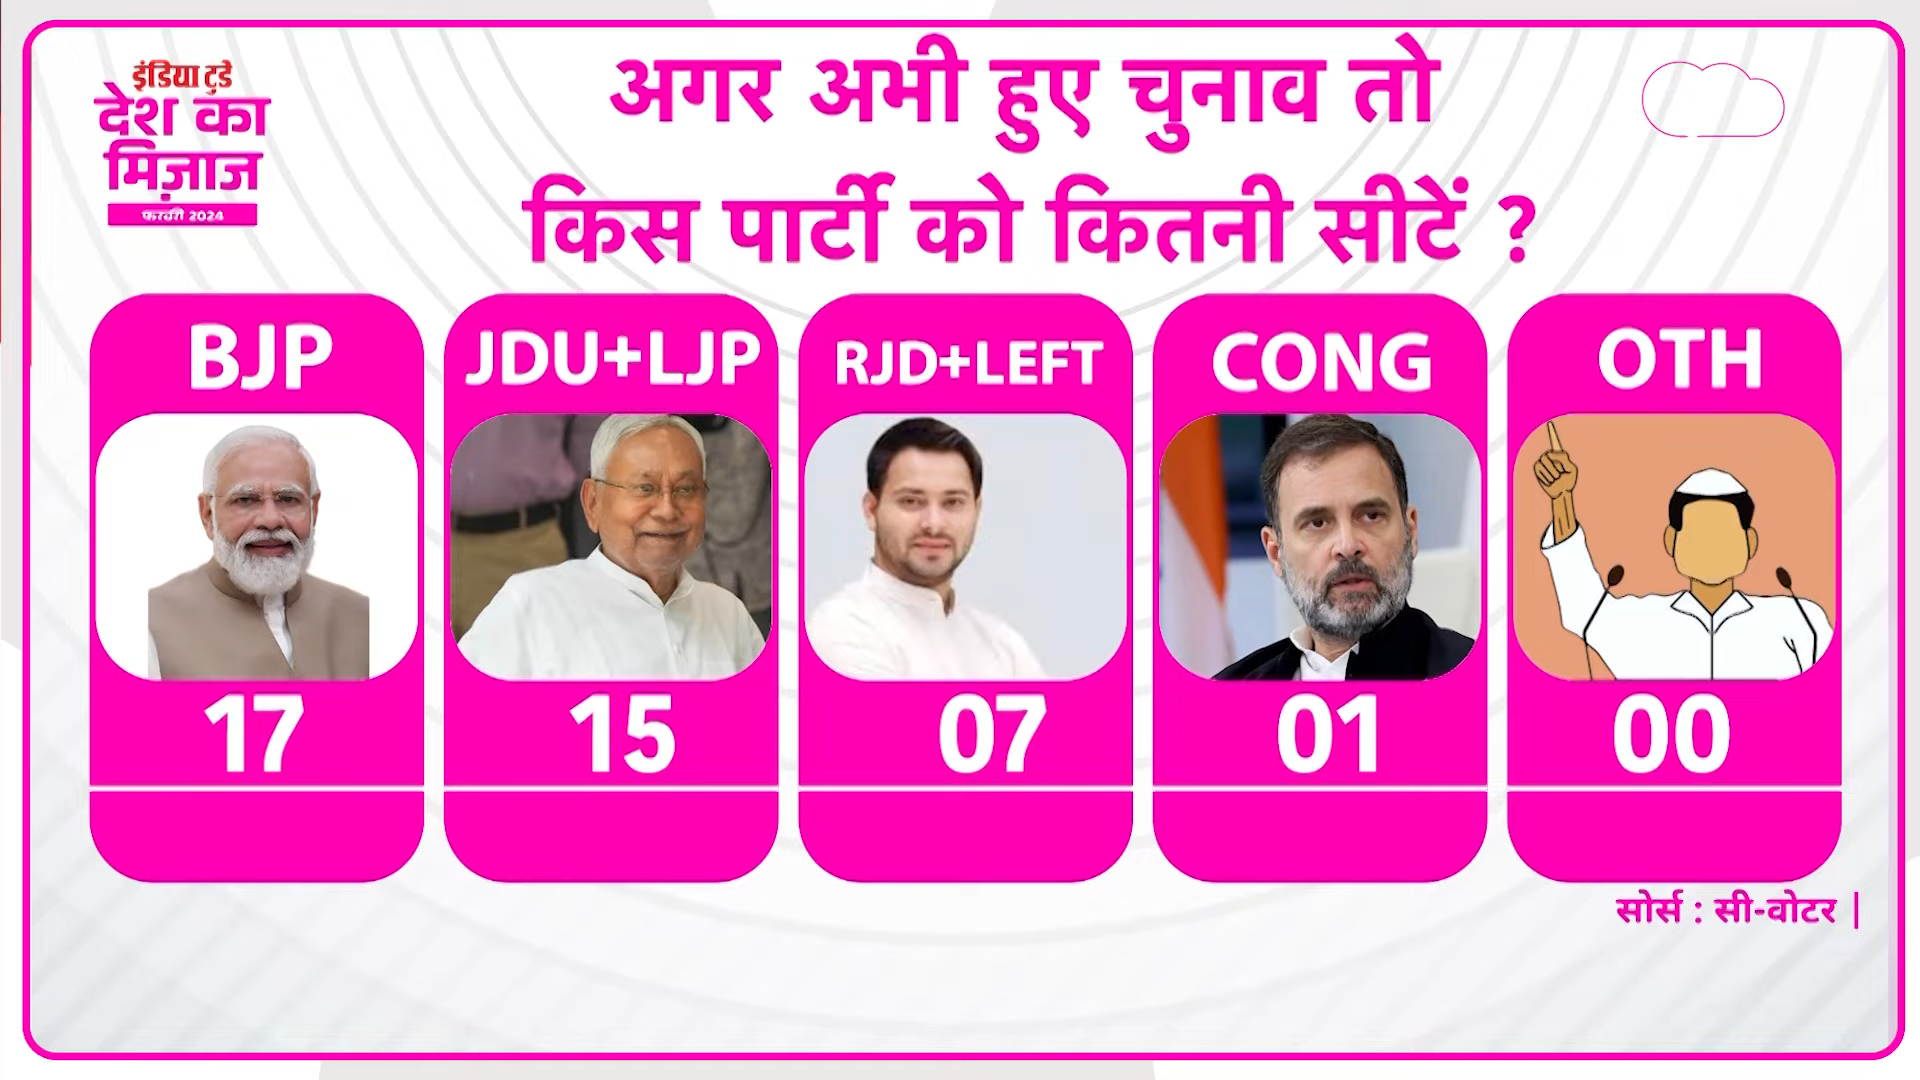 इंडिया टुडे
देश का
मिज़ाज
फरवरी 2024
अगर अभी हुए चुनाव तो
किस पार्टी को कितनी सीटें ?
BJP
JDU+LJP
RJD+LEFT
CONG
OTH
17
15
07
01
00
सोर्स : सी-वोटर |